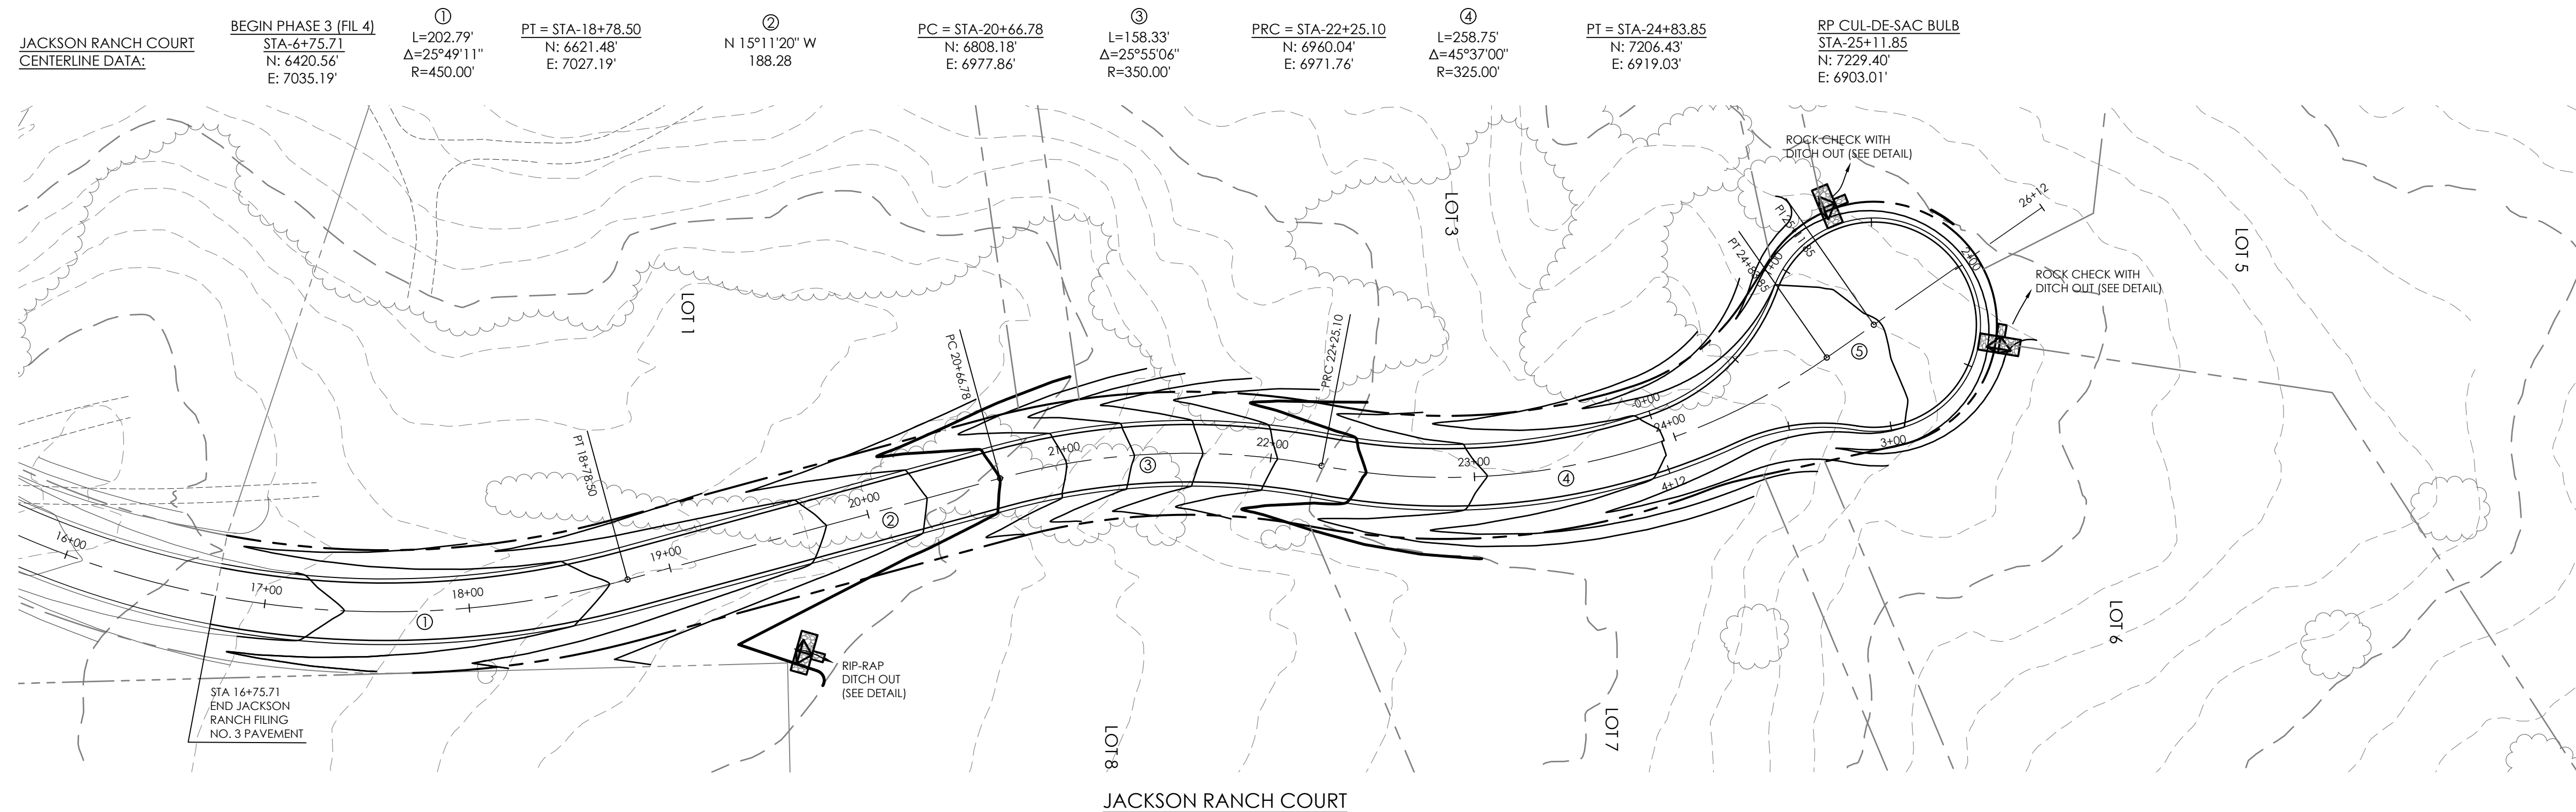 JACKSON RANCH COURT
CENTERLINE DATA:
BEGIN PHASE 3 (FIL 4)
STA-6+75.71
N: 6420.56'
E: 7035.19'
①
L=202.79'
Δ=25°49'11"
R=450.00'
PT = STA-18+78.50
N: 6621.48'
E: 7027.19'
②
N 15°11'20" W
188.28
PC = STA-20+66.78
N: 6808.18'
E: 6977.86'
③
L=158.33'
Δ=25°55'06"
R=350.00'
PRC = STA-22+25.10
N: 6960.04'
E: 6971.76'
④
L=258.75'
Δ=45°37'00"
R=325.00'
PT = STA-24+83.85
N: 7206.43'
E: 6919.03'
RP CUL-DE-SAC BULB
STA-25+11.85
N: 7229.40'
E: 6903.01'
ROCK CHECK WITH
DITCH OUT (SEE DETAIL)
26+12
LOT 3
LOT 5
PT 24+83.85
2+00
ROCK CHECK WITH
DITCH OUT (SEE DETAIL)
LOT 1
PC 20+66.78
PRC 22+25.10
⑤
-0+00
24+00
3+00
PT 18+78.50
21+00
③
22+00
23+00
④
4+12
20+00
②
16+00
19+00
17+00
18+00
①
LOT 6
RIP-RAP
DITCH OUT
(SEE DETAIL)
STA 16+75.71
END JACKSON
RANCH FILING
NO. 3 PAVEMENT
LOT 8
LOT 7
JACKSON RANCH COURT